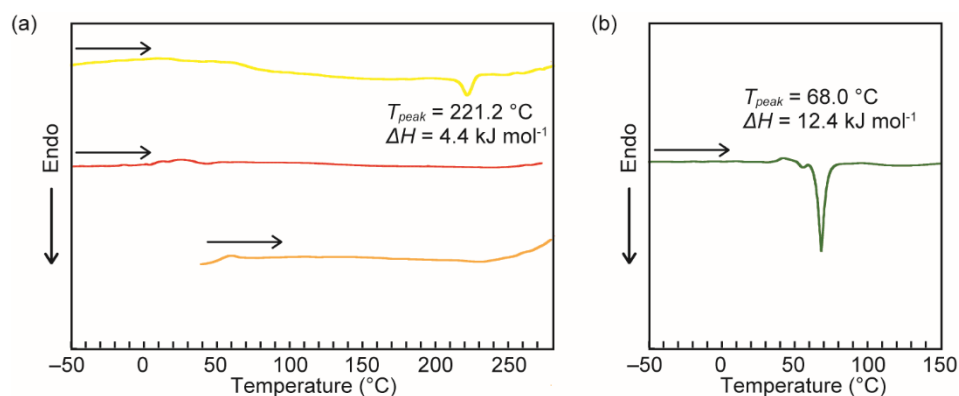 (a)
Endo
T_peak = 221.2 °C
ΔH = 4.4 kJ mol⁻¹
–50 0 50 100 150 200 250
Temperature (°C)
(b)
Endo
T_peak = 68.0 °C
ΔH = 12.4 kJ mol⁻¹
–50 0 50 100 150
Temperature (°C)